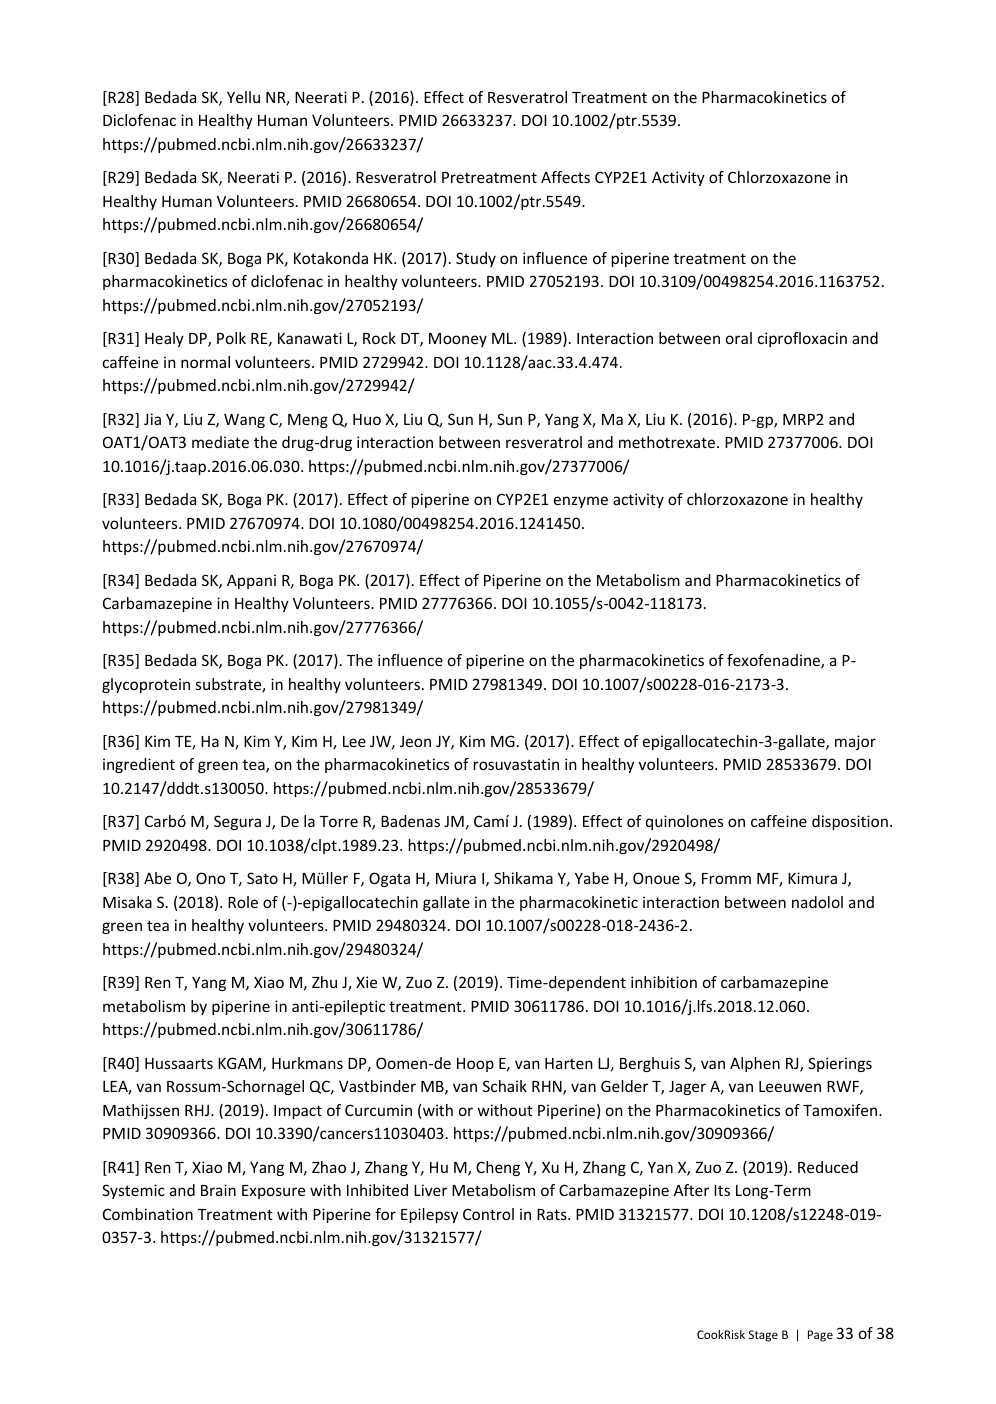 [R28] Bedada SK, Yellu NR, Neerati P. (2016). Effect of Resveratrol Treatment on the Pharmacokinetics of
Diclofenac in Healthy Human Volunteers. PMID 26633237. DOI 10.1002/ptr.5539.
https://pubmed.ncbi.nlm.nih.gov/26633237/
[R29] Bedada SK, Neerati P. (2016). Resveratrol Pretreatment Affects CYP2E1 Activity of Chlorzoxazone in
Healthy Human Volunteers. PMID 26680654. DOI 10.1002/ptr.5549.
https://pubmed.ncbi.nlm.nih.gov/26680654/
[R30] Bedada SK, Boga PK, Kotakonda HK. (2017). Study on influence of piperine treatment on the
pharmacokinetics of diclofenac in healthy volunteers. PMID 27052193. DOI 10.3109/00498254.2016.1163752.
https://pubmed.ncbi.nlm.nih.gov/27052193/
[R31] Healy DP, Polk RE, Kanawati L, Rock DT, Mooney ML. (1989). Interaction between oral ciprofloxacin and
caffeine in normal volunteers. PMID 2729942. DOI 10.1128/aac.33.4.474.
https://pubmed.ncbi.nlm.nih.gov/2729942/
[R32] Jia Y, Liu Z, Wang C, Meng Q, Huo X, Liu Q, Sun H, Sun P, Yang X, Ma X, Liu K. (2016). P-gp, MRP2 and
OAT1/OAT3 mediate the drug-drug interaction between resveratrol and methotrexate. PMID 27377006. DOI
10.1016/j.taap.2016.06.030. https://pubmed.ncbi.nlm.nih.gov/27377006/
[R33] Bedada SK, Boga PK. (2017). Effect of piperine on CYP2E1 enzyme activity of chlorzoxazone in healthy
volunteers. PMID 27670974. DOI 10.1080/00498254.2016.1241450.
https://pubmed.ncbi.nlm.nih.gov/27670974/
[R34] Bedada SK, Appani R, Boga PK. (2017). Effect of Piperine on the Metabolism and Pharmacokinetics of
Carbamazepine in Healthy Volunteers. PMID 27776366. DOI 10.1055/s-0042-118173.
https://pubmed.ncbi.nlm.nih.gov/27776366/
[R35] Bedada SK, Boga PK. (2017). The influence of piperine on the pharmacokinetics of fexofenadine, a P-
glycoprotein substrate, in healthy volunteers. PMID 27981349. DOI 10.1007/s00228-016-2173-3.
https://pubmed.ncbi.nlm.nih.gov/27981349/
[R36] Kim TE, Ha N, Kim Y, Kim H, Lee JW, Jeon JY, Kim MG. (2017). Effect of epigallocatechin-3-gallate, major
ingredient of green tea, on the pharmacokinetics of rosuvastatin in healthy volunteers. PMID 28533679. DOI
10.2147/dddt.s130050. https://pubmed.ncbi.nlm.nih.gov/28533679/
[R37] Carbó M, Segura J, De la Torre R, Badenas JM, Camí J. (1989). Effect of quinolones on caffeine disposition.
PMID 2920498. DOI 10.1038/clpt.1989.23. https://pubmed.ncbi.nlm.nih.gov/2920498/
[R38] Abe O, Ono T, Sato H, Müller F, Ogata H, Miura I, Shikama Y, Yabe H, Onoue S, Fromm MF, Kimura J,
Misaka S. (2018). Role of (-)-epigallocatechin gallate in the pharmacokinetic interaction between nadolol and
green tea in healthy volunteers. PMID 29480324. DOI 10.1007/s00228-018-2436-2.
https://pubmed.ncbi.nlm.nih.gov/29480324/
[R39] Ren T, Yang M, Xiao M, Zhu J, Xie W, Zuo Z. (2019). Time-dependent inhibition of carbamazepine
metabolism by piperine in anti-epileptic treatment. PMID 30611786. DOI 10.1016/j.lfs.2018.12.060.
https://pubmed.ncbi.nlm.nih.gov/30611786/
[R40] Hussaarts KGAM, Hurkmans DP, Oomen-de Hoop E, van Harten LJ, Berghuis S, van Alphen RJ, Spierings
LEA, van Rossum-Schornagel QC, Vastbinder MB, van Schaik RHN, van Gelder T, Jager A, van Leeuwen RWF,
Mathijssen RHJ. (2019). Impact of Curcumin (with or without Piperine) on the Pharmacokinetics of Tamoxifen.
PMID 30909366. DOI 10.3390/cancers11030403. https://pubmed.ncbi.nlm.nih.gov/30909366/
[R41] Ren T, Xiao M, Yang M, Zhao J, Zhang Y, Hu M, Cheng Y, Xu H, Zhang C, Yan X, Zuo Z. (2019). Reduced
Systemic and Brain Exposure with Inhibited Liver Metabolism of Carbamazepine After Its Long-Term
Combination Treatment with Piperine for Epilepsy Control in Rats. PMID 31321577. DOI 10.1208/s12248-019-
0357-3. https://pubmed.ncbi.nlm.nih.gov/31321577/
CookRisk Stage B | Page 33 of 38